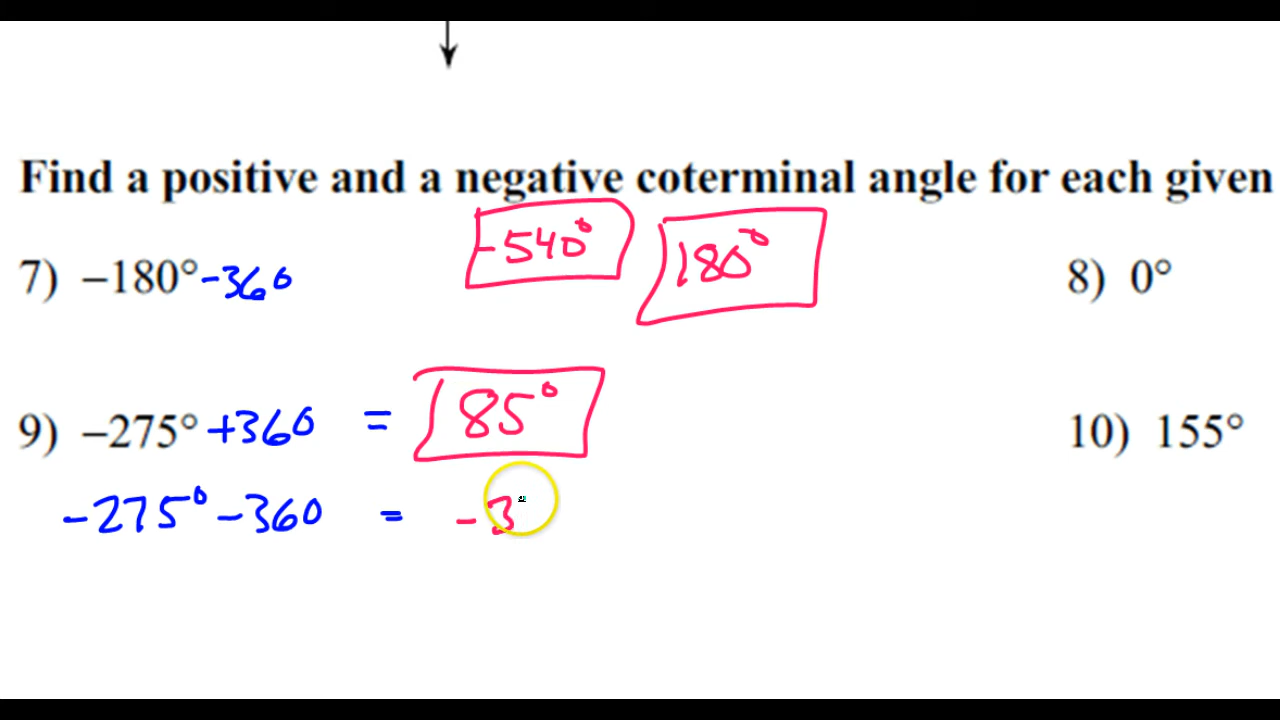 Find a positive and a negative coterminal angle for each given
7) −180° -360 -540° 180° 8) 0°
9) −275° +360 = 85° 10) 155°
-275° -360 = -3